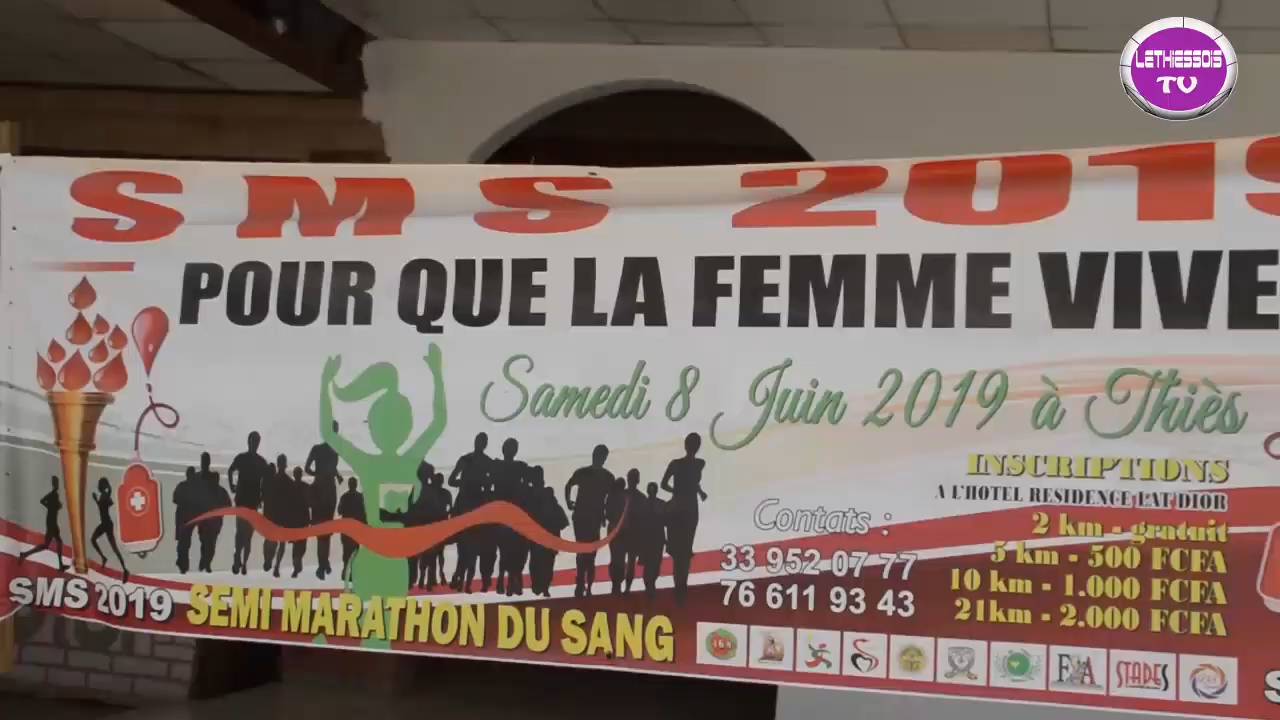 LETHIESSOIS
TV
SMS 2019
POUR QUE LA FEMME VIVE
Samedi 8 Juin 2019 à Thiès
INSCRIPTIONS
A L'HOTEL RESIDENCE LAT DIOR
2 km - gratuit
5 km - 500 FCFA
10 km - 1.000 FCFA
21km - 2.000 FCFA
Contats :
33 952 07 77
76 611 93 43
SMS 2019
SEMI MARATHON DU SANG
STADES